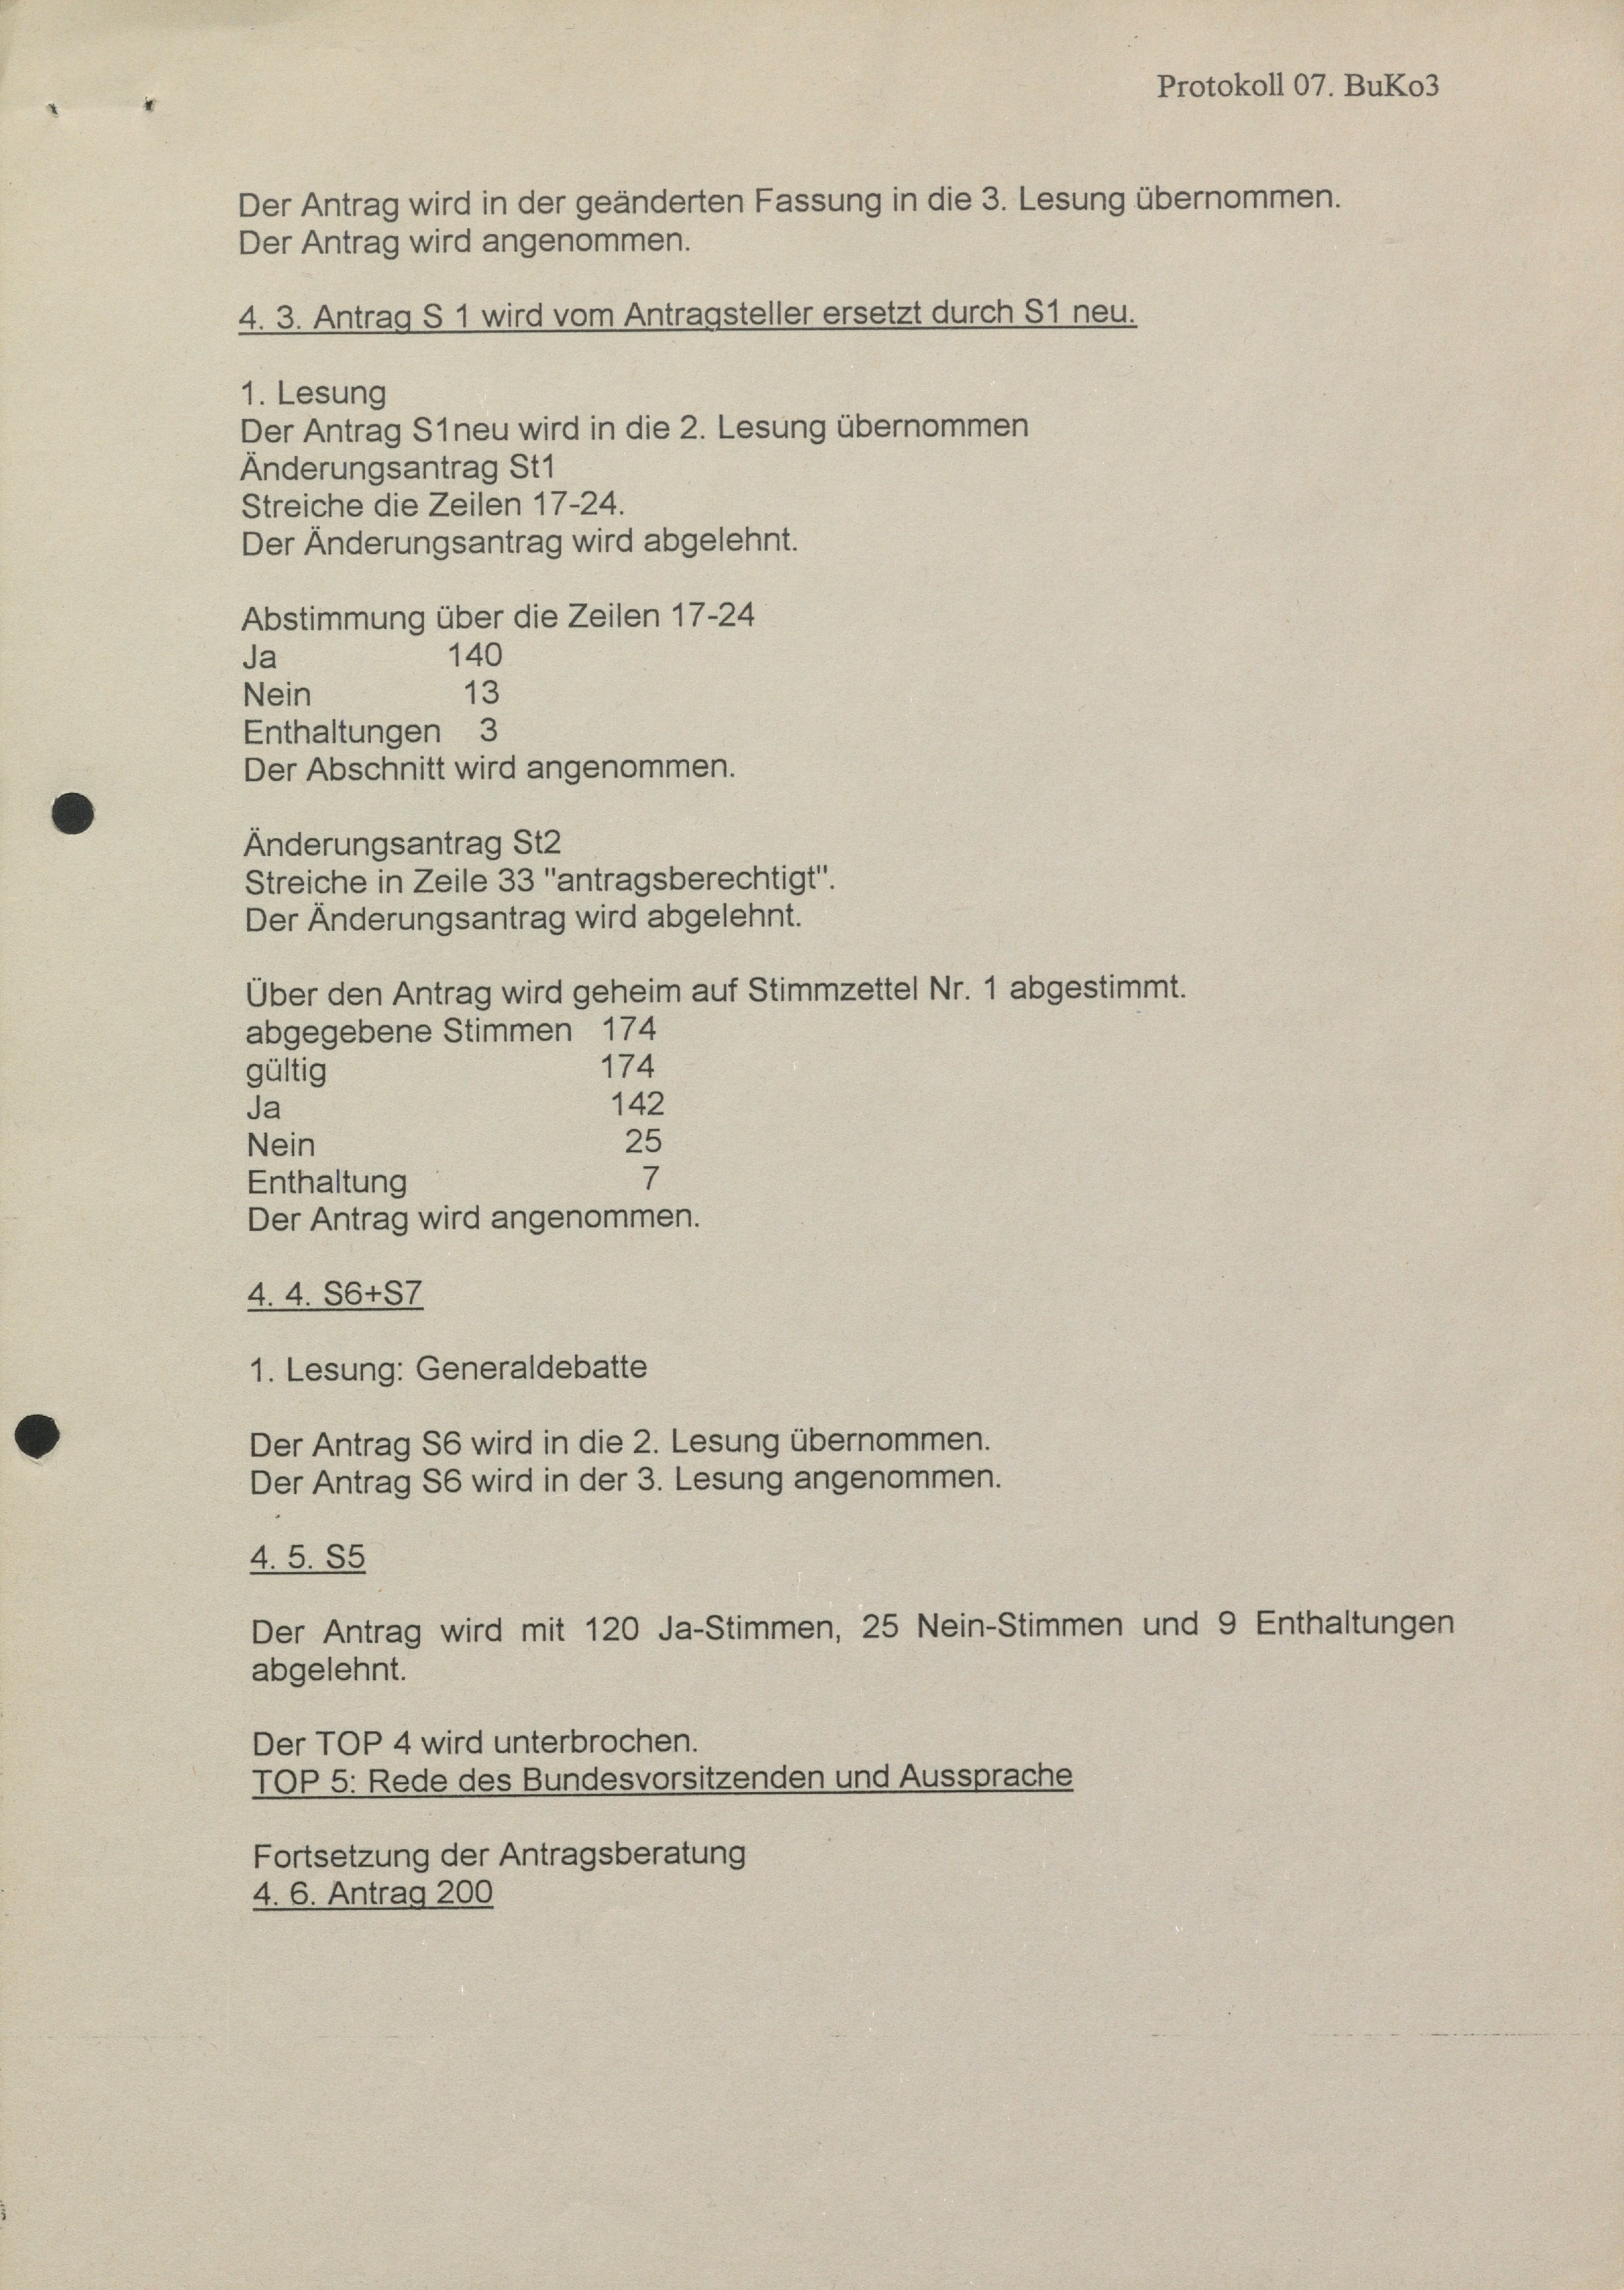 Protokoll 07. BuKo3
Der Antrag wird in der geänderten Fassung in die 3. Lesung übernommen.
Der Antrag wird angenommen.
4. 3. Antrag S 1 wird vom Antragsteller ersetzt durch S1 neu.
1. Lesung
Der Antrag S1neu wird in die 2. Lesung übernommen
Änderungsantrag St1
Streiche die Zeilen 17-24.
Der Änderungsantrag wird abgelehnt.
Abstimmung über die Zeilen 17-24
Ja 140
Nein 13
Enthaltungen 3
Der Abschnitt wird angenommen.
Änderungsantrag St2
Streiche in Zeile 33 "antragsberechtigt".
Der Änderungsantrag wird abgelehnt.
Über den Antrag wird geheim auf Stimmzettel Nr. 1 abgestimmt.
abgegebene Stimmen 174
gültig 174
Ja 142
Nein 25
Enthaltung 7
Der Antrag wird angenommen.
4. 4. S6+S7
1. Lesung: Generaldebatte
Der Antrag S6 wird in die 2. Lesung übernommen.
Der Antrag S6 wird in der 3. Lesung angenommen.
4. 5. S5
Der Antrag wird mit 120 Ja-Stimmen, 25 Nein-Stimmen und 9 Enthaltungen
abgelehnt.
Der TOP 4 wird unterbrochen.
TOP 5: Rede des Bundesvorsitzenden und Aussprache
Fortsetzung der Antragsberatung
4. 6. Antrag 200